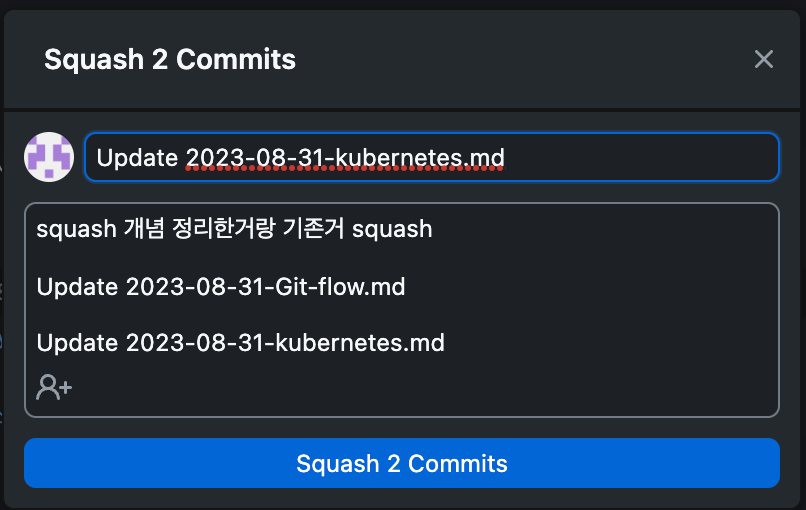 Squash 2 Commits
Update 2023-08-31-kubernetes.md
squash 개념 정리한거랑 기존거 squash
Update 2023-08-31-Git-flow.md
Update 2023-08-31-kubernetes.md
Squash 2 Commits